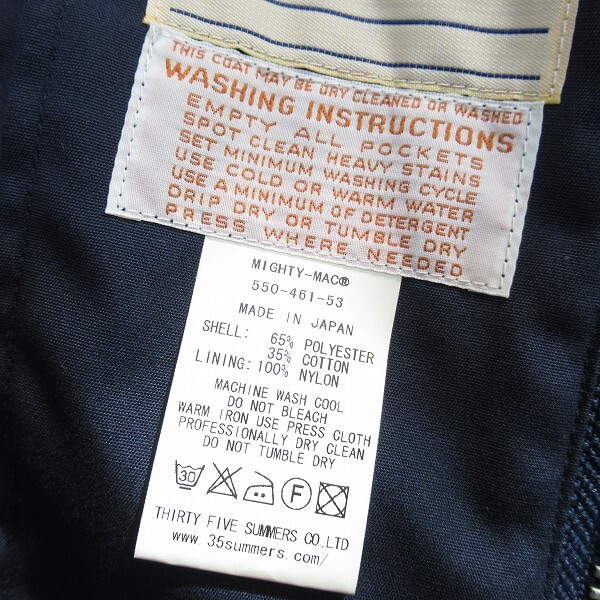 THIS COAT MAY BE DRY CLEANED OR WASHED
WASHING INSTRUCTIONS
EMPTY ALL POCKETS
SPOT CLEAN HEAVY STAINS
SET MINIMUM WASHING CYCLE
USE COLD OR WARM WATER
USE A MINIMUM OF DETERGENT
DRIP DRY OR TUMBLE DRY
PRESS WHERE NEEDED
MIGHTY-MAC®
550-461-53
MADE IN JAPAN
SHELL: 65% POLYESTER
35% COTTON
LINING: 100% NYLON
MACHINE WASH COOL
DO NOT BLEACH
WARM IRON USE PRESS CLOTH
PROFESSIONALLY DRY CLEAN
DO NOT TUMBLE DRY
30 F
THIRTY FIVE SUMMERS CO.LTD
www.35summers.com/